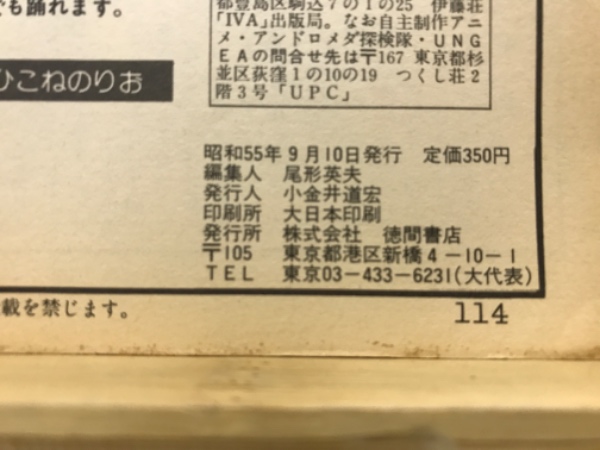 も踊れます。
ひこねのりお
都豊島区駒込7の1の25 伊藤荘
「IVA」出版局。なお自主制作アニ
メ・アンドロメダ探検隊・UNG
EAの問合せ先は〒167 東京都杉
並区荻窪1の10の19 つくし荘2
階3号「UPC」
昭和55年9月10日発行 定価350円
編集人 尾形英夫
発行人 小金井道宏
印刷所 大日本印刷
発行所 株式会社 徳間書店
〒105 東京都港区新橋4-10-1
TEL 東京03-433-6231(大代表)
載を禁じます。
114